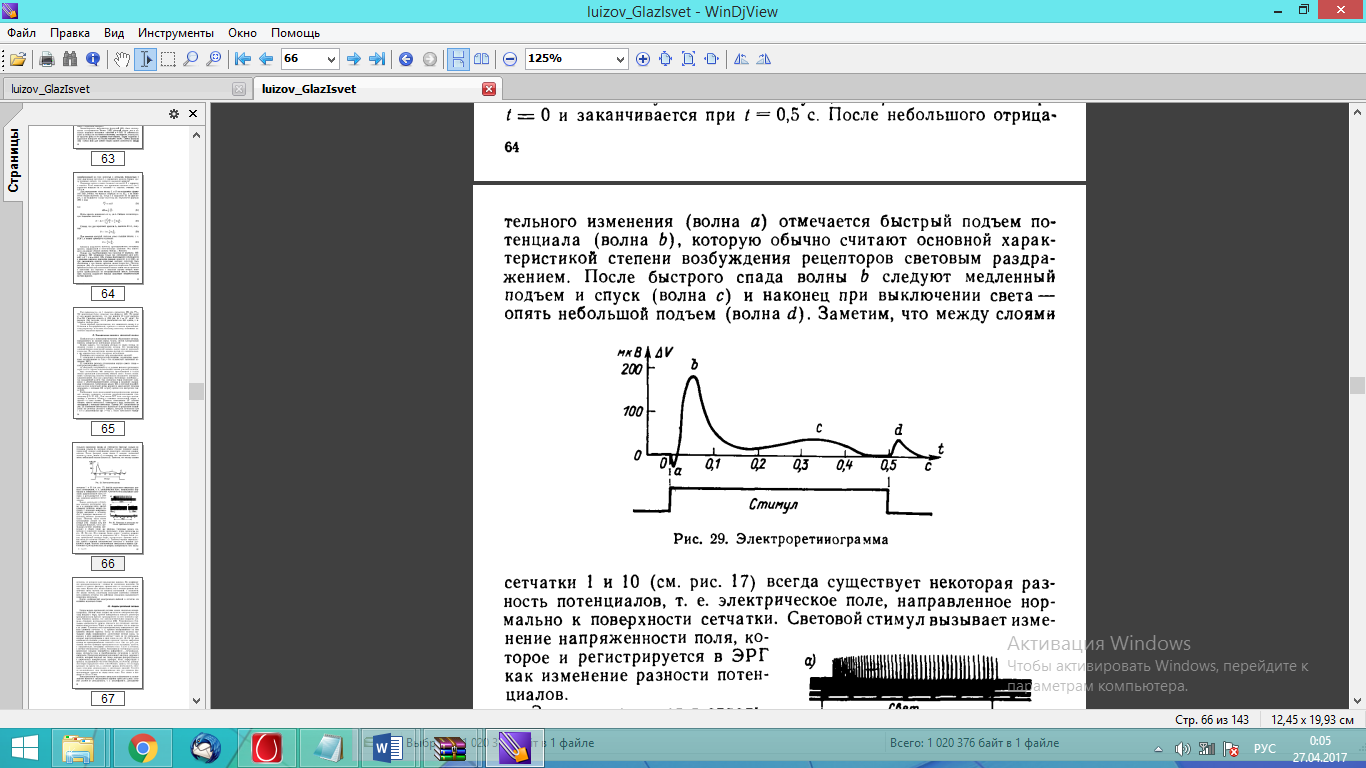 luizov_GlazIsvet - WinDjView
Файл Правка Вид Инструменты Окно Помощь
66
125%
luizov_GlazIsvet
luizov_GlazIsvet
Страницы
63
64
65
66
67
t = 0 и заканчивается при t = 0,5 с. После небольшого отрица-
64
тельного изменения (волна a) отмечается быстрый подъем по-
тенциала (волна b), которую обычно считают основной харак-
теристикой степени возбуждения рецепторов световым раздра-
жением. После быстрого спада волны b следуют медленный
подъем и спуск (волна c) и наконец при выключении света —
опять небольшой подъем (волна d). Заметим, что между слоями
мкВ ΔV
200
100
0
b
c
d
t
0 a 0,1 0,2 0,3 0,4 0,5 c
Стимул
Рис. 29. Электроретинограмма
сетчатки 1 и 10 (см. рис. 17) всегда существует некоторая раз-
ность потенциалов, т. е. электрическое поле, направленное нор-
мально к поверхности сетчатки. Световой стимул вызывает изме-
нение напряженности поля, ко-
торое и регистрируется в ЭРГ
как изменение разности потен-
циалов.
а)
Свет
Активация Windows
Чтобы активировать Windows, перейдите к
параметрам компьютера.
Стр. 66 из 143 12,45 x 19,93 см
1 020 376 байт в 1 файле
Всего: 1 020 376 байт в 1 файле
РУС
0:05
27.04.2017